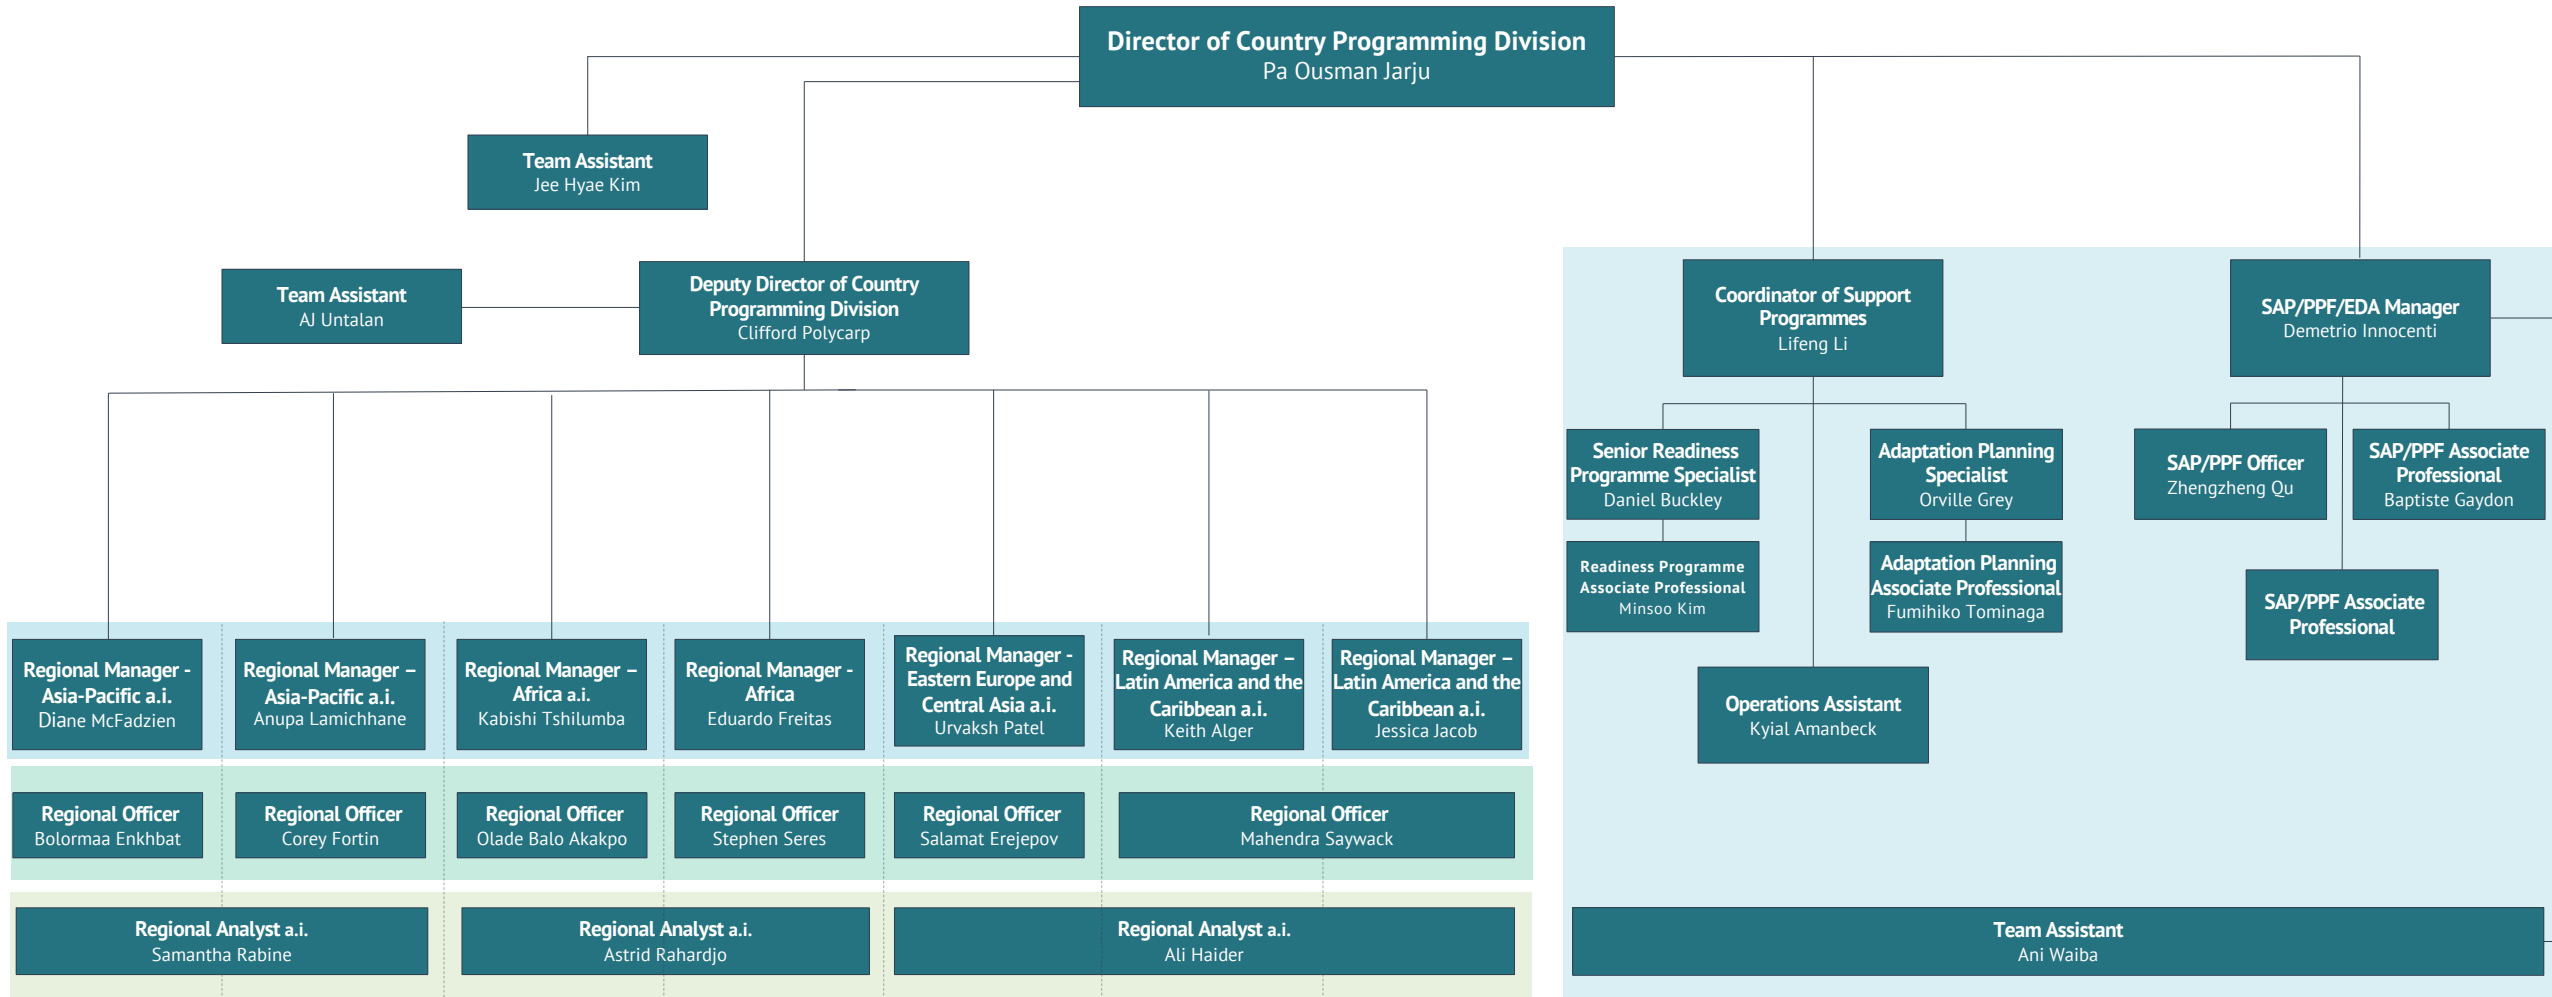 Director of Country Programming Division
Pa Ousman Jarju
Team Assistant
Jee Hyae Kim
Team Assistant
AJ Untalan
Deputy Director of Country
Programming Division
Clifford Polycarp
Coordinator of Support
Programmes
Lifeng Li
SAP/PPF/EDA Manager
Demetrio Innocenti
Senior Readiness
Programme Specialist
Daniel Buckley
Adaptation Planning
Specialist
Orville Grey
SAP/PPF Officer
Zhengzheng Qu
SAP/PPF Associate
Professional
Baptiste Gaydon
Readiness Programme
Associate Professional
Minsoo Kim
Adaptation Planning
Associate Professional
Fumihiko Tominaga
SAP/PPF Associate
Professional
Operations Assistant
Kyial Amanbeck
Regional Manager -
Asia-Pacific a.i.
Diane McFadzien
Regional Manager –
Asia-Pacific a.i.
Anupa Lamichhane
Regional Manager –
Africa a.i.
Kabishi Tshilumba
Regional Manager -
Africa
Eduardo Freitas
Regional Manager -
Eastern Europe and
Central Asia a.i.
Urvaksh Patel
Regional Manager –
Latin America and the
Caribbean a.i.
Keith Alger
Regional Manager –
Latin America and the
Caribbean a.i.
Jessica Jacob
Regional Officer
Bolormaa Enkhbat
Regional Officer
Corey Fortin
Regional Officer
Olade Balo Akakpo
Regional Officer
Stephen Seres
Regional Officer
Salamat Erejepov
Regional Officer
Mahendra Saywack
Regional Analyst a.i.
Samantha Rabine
Regional Analyst a.i.
Astrid Rahardjo
Regional Analyst a.i.
Ali Haider
Team Assistant
Ani Waiba